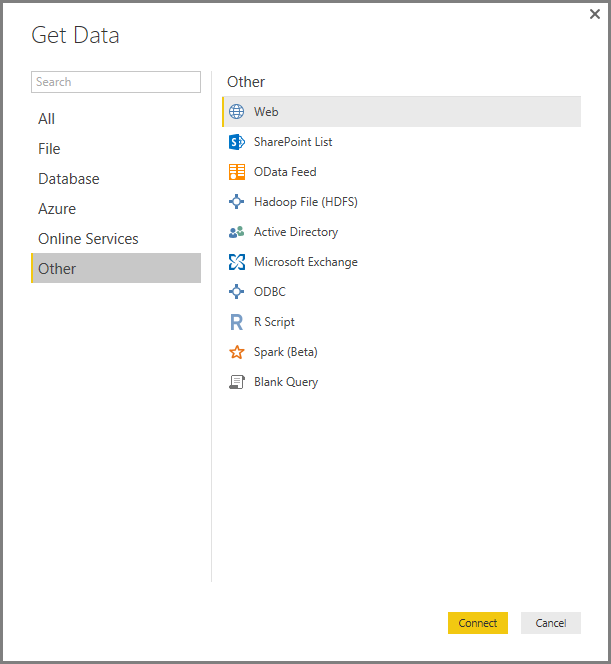 Get Data
Search
All
File
Database
Azure
Online Services
Other
Other
Web
SharePoint List
OData Feed
Hadoop File (HDFS)
Active Directory
Microsoft Exchange
ODBC
R Script
Spark (Beta)
Blank Query
Connect
Cancel